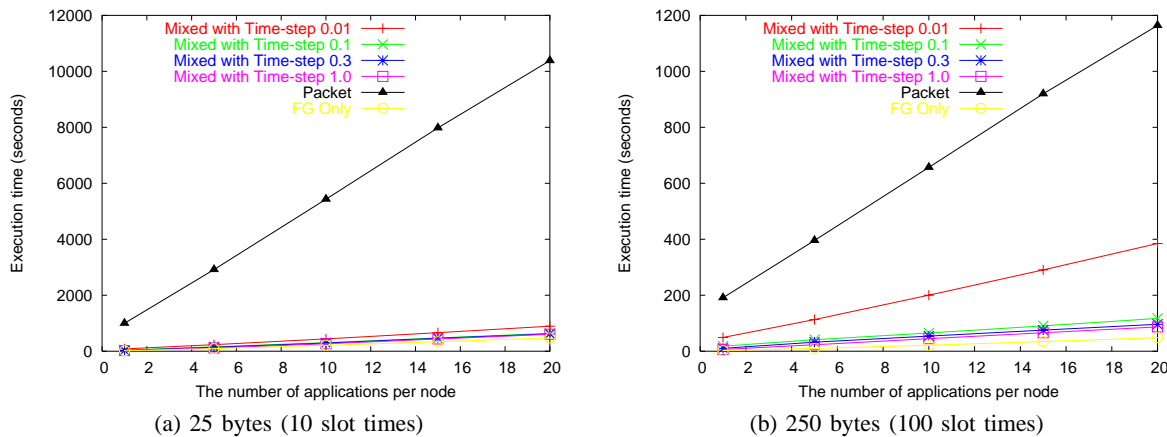 12000
10000
8000
6000
4000
2000
0
Execution time (seconds)
Mixed with Time-step 0.01
Mixed with Time-step 0.1
Mixed with Time-step 0.3
Mixed with Time-step 1.0
Packet
FG Only
0 2 4 6 8 10 12 14 16 18 20
The number of applications per node
(a) 25 bytes (10 slot times)
1200
1000
800
600
400
200
0
Execution time (seconds)
Mixed with Time-step 0.01
Mixed with Time-step 0.1
Mixed with Time-step 0.3
Mixed with Time-step 1.0
Packet
FG Only
0 2 4 6 8 10 12 14 16 18 20
The number of applications per node
(b) 250 bytes (100 slot times)